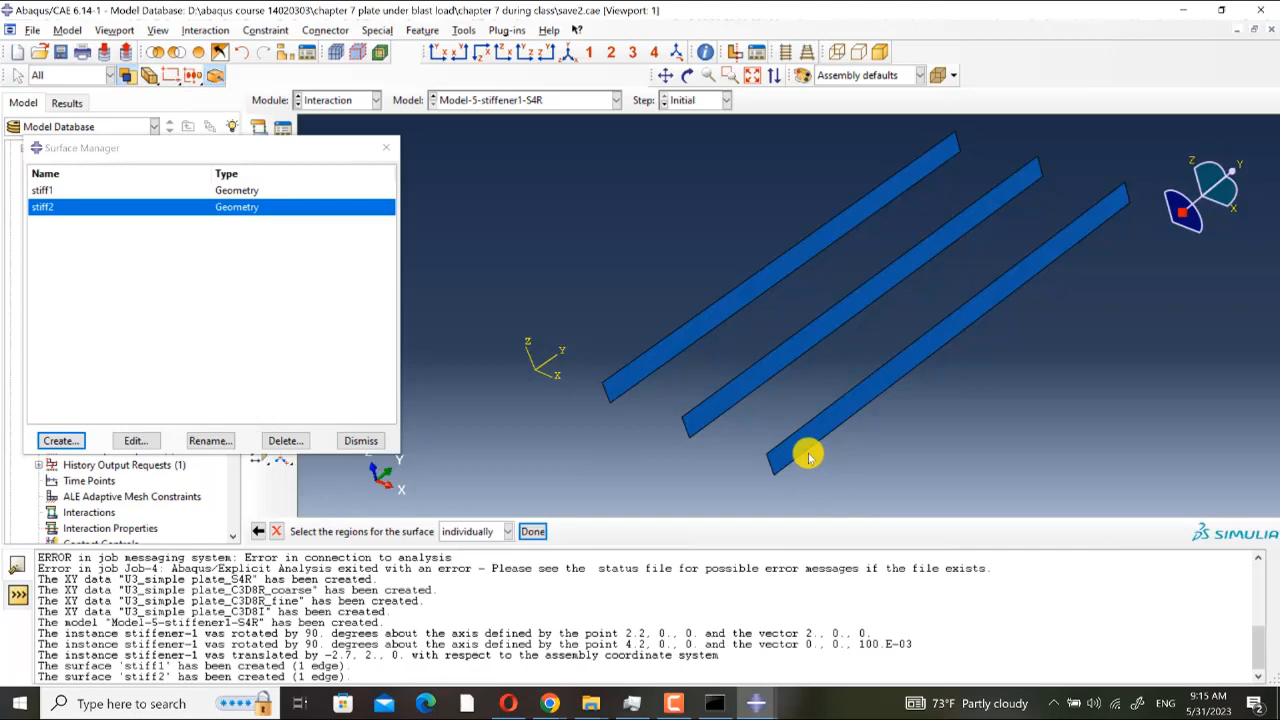 Abaqus/CAE 6.14-1 - Model Database: D:\abaqus course 14020303\chapter 7 plate under blast load\chapter 7 during class\save2.cae [Viewport: 1]
File Model Viewport View Interaction Constraint Connector Special Feature Tools Plug-ins Help
1 2 3 4
All Assembly defaults
Model Results Module: Interaction Model: Model-5-stiffener1-S4R Step: Initial
Model Database
Surface Manager
Name Type
stiff1 Geometry
stiff2 Geometry
Create... Edit... Rename... Delete... Dismiss
History Output Requests (1)
Time Points
ALE Adaptive Mesh Constraints
Interactions
Interaction Properties
Z Y X
Z Y X
Y X
Select the regions for the surface individually Done
SIMULIA
ERROR in job messaging system: Error in connection to analysis
Error in job Job-4: Abaqus/Explicit Analysis exited with an error - Please see the status file for possible error messages if the file exists.
The XY data "U3_simple plate_S4R" has been created.
The XY data "U3_simple plate_C3D8R_coarse" has been created.
The XY data "U3_simple plate_C3D8R_fine" has been created.
The XY data "U3_simple plate_C3D8I" has been created.
The model "Model-5-stiffener1-S4R" has been created.
The instance stiffener-1 was rotated by 90. degrees about the axis defined by the point 2.2, 0., 0. and the vector 2., 0., 0.
The instance stiffener-1 was rotated by 90. degrees about the axis defined by the point 4.2, 0., 0. and the vector 0., 0., 100.E-03
The instance stiffener-1 was translated by -2.7, 2., 0. with respect to the assembly coordinate system
The surface 'stiff1' has been created (1 edge).
The surface 'stiff2' has been created (1 edge).
Type here to search
73°F Partly cloudy
ENG
9:15 AM
5/31/2023